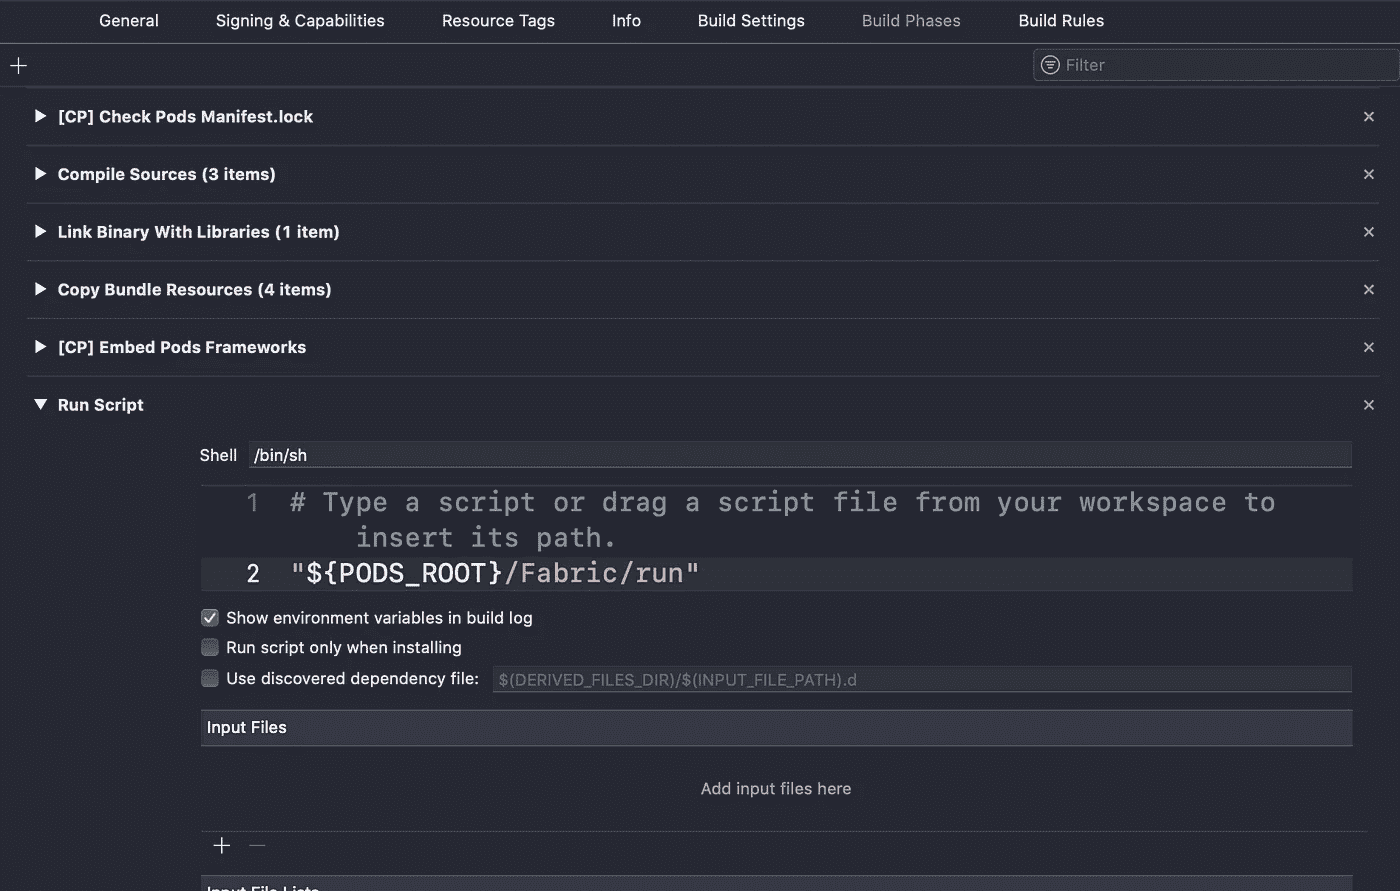 General Signing & Capabilities Resource Tags Info Build Settings Build Phases Build Rules
Filter
[CP] Check Pods Manifest.lock
Compile Sources (3 items)
Link Binary With Libraries (1 item)
Copy Bundle Resources (4 items)
[CP] Embed Pods Frameworks
Run Script
Shell /bin/sh
1 # Type a script or drag a script file from your workspace to
insert its path.
2 "${PODS_ROOT}/Fabric/run"
Show environment variables in build log
Run script only when installing
Use discovered dependency file: $(DERIVED_FILES_DIR)/$(INPUT_FILE_PATH).d
Input Files
Add input files here
Input File Lists